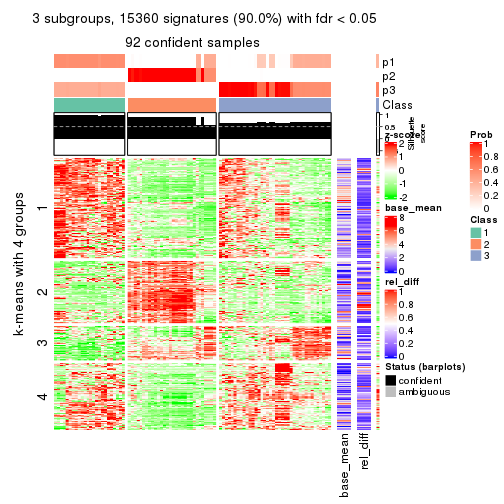 3 subgroups, 15360 signatures (90.0%) with fdr < 0.05
92 confident samples
p1
p2
p3
Class
1
0.5
0
Silhouette
score
k-means with 4 groups
1
2
3
4
base_mean
rel_diff
z-score
2
1
0
-1
-2
base_mean
8
6
4
2
0
rel_diff
1
0.8
0.6
0.4
0.2
0
Status (barplots)
confident
ambiguous
Prob
1
0.8
0.6
0.4
0.2
0
Class
1
2
3